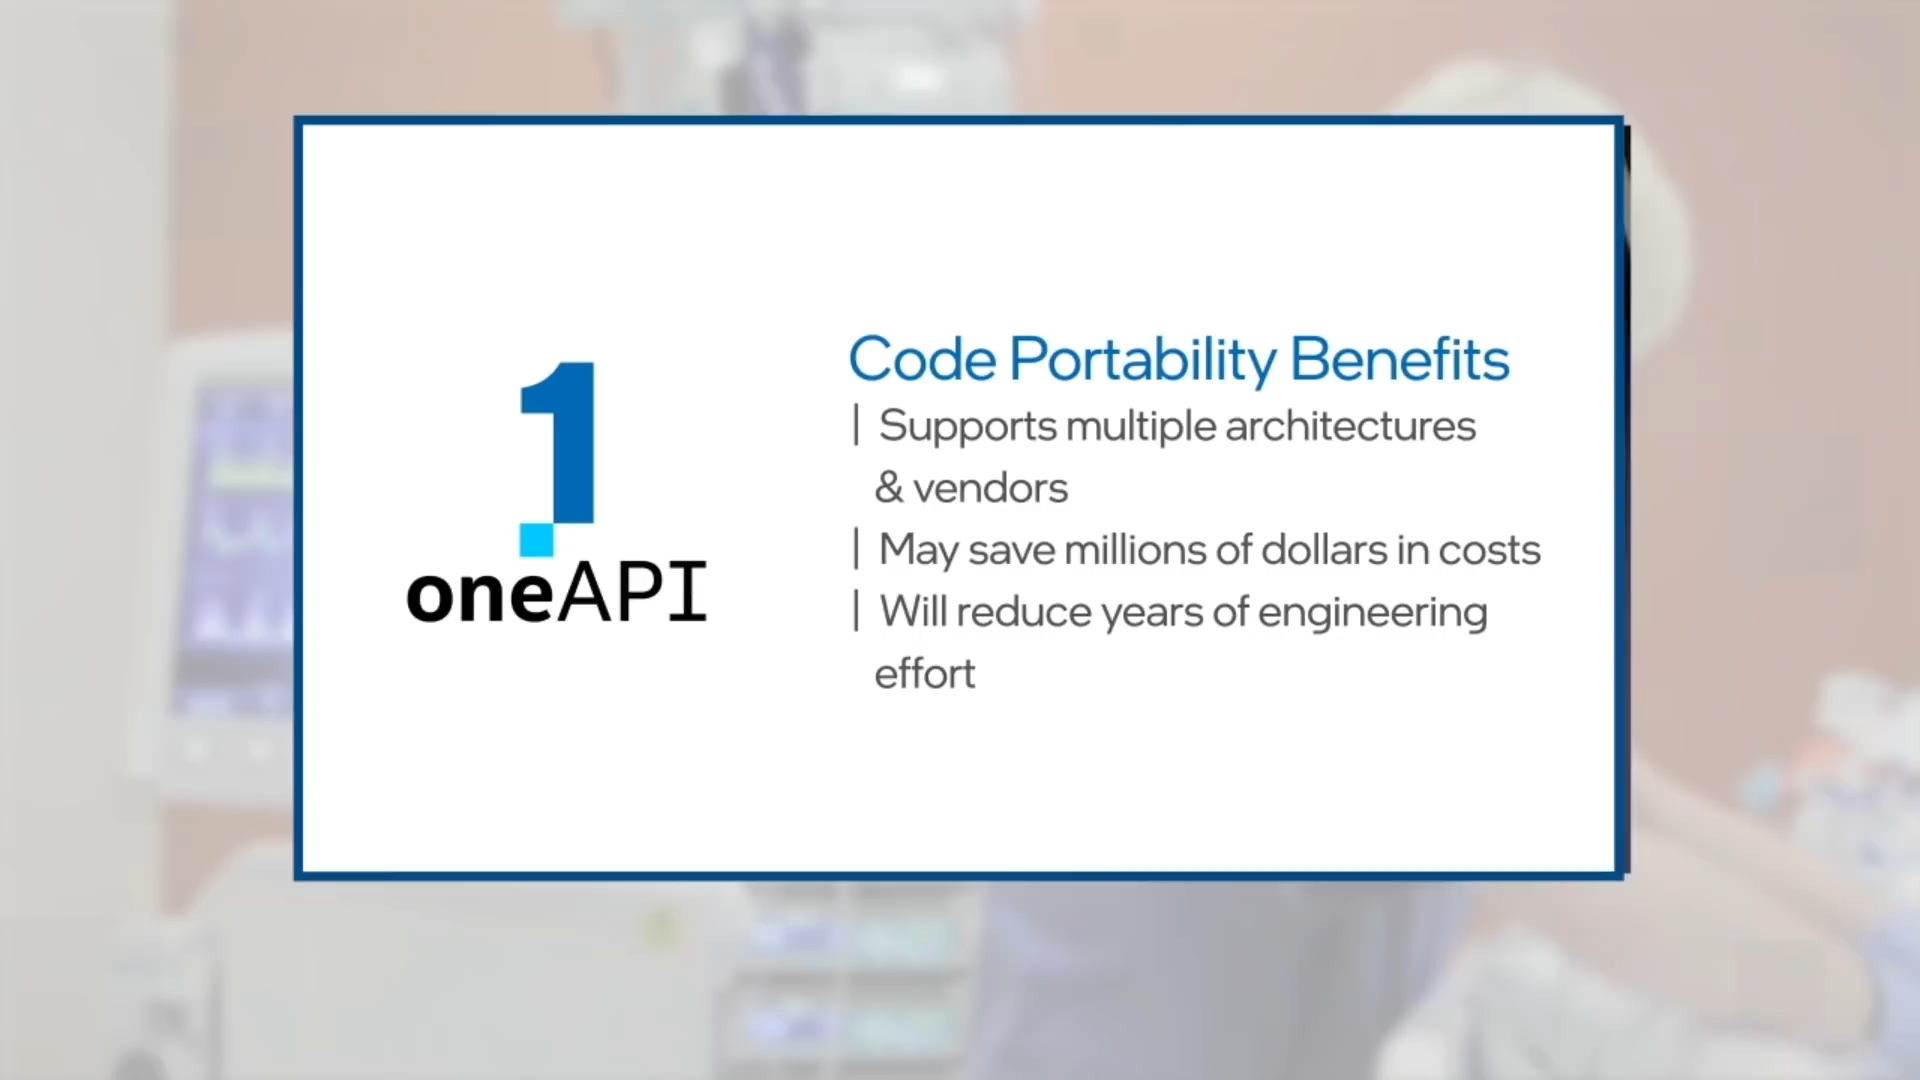 1
oneAPI
Code Portability Benefits
| Supports multiple architectures
& vendors
| May save millions of dollars in costs
| Will reduce years of engineering
effort